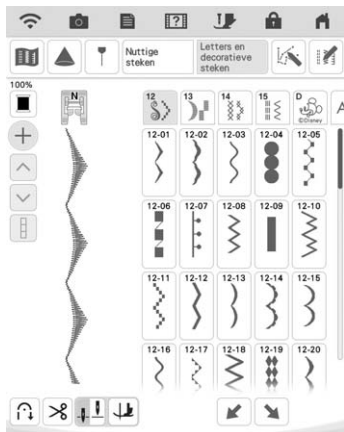 ?
Nuttige
steken
Letters en
decoratieve
steken
100%
N
12
13
14
15
D
©Disney
A
12-01
12-02
12-03
12-04
12-05
12-06
12-07
12-08
12-09
12-10
12-11
12-12
12-13
12-14
12-15
12-16
12-17
12-18
12-19
12-20